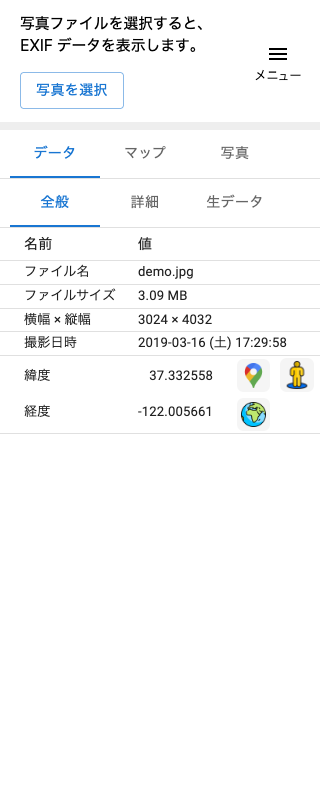 写真ファイルを選択すると、
EXIF データを表示します。
メニュー
写真を選択
データ マップ 写真
全般 詳細 生データ
名前 値
ファイル名 demo.jpg
ファイルサイズ 3.09 MB
横幅 × 縦幅 3024 × 4032
撮影日時 2019-03-16 (土) 17:29:58
緯度 37.332558
経度 -122.005661